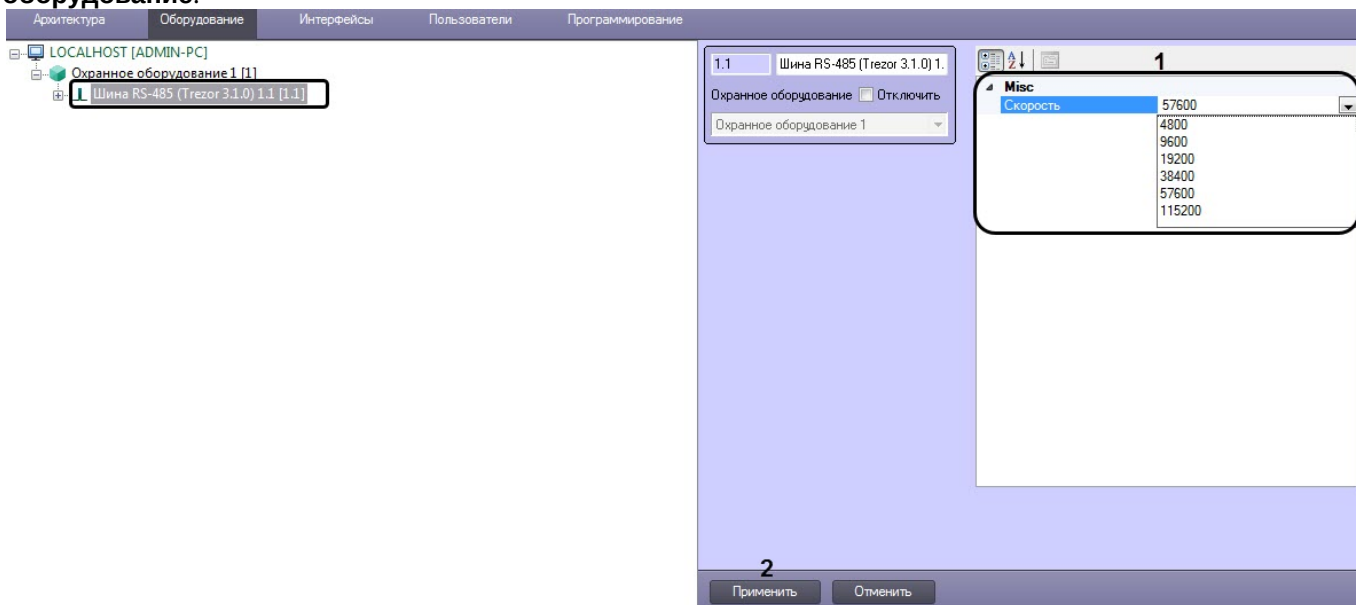 оборудование.
Архитектура Оборудование Интерфейсы Пользователи Программирование
LOCALHOST [ADMIN-PC]
Охранное оборудование 1 [1]
Шина RS-485 (Trezor 3.1.0) 1.1 [1.1]
1.1 Шина RS-485 (Trezor 3.1.0) 1.
Охранное оборудование Отключить
Охранное оборудование 1
1
Misc
Скорость 57600
4800
9600
19200
38400
57600
115200
2
Применить Отменить